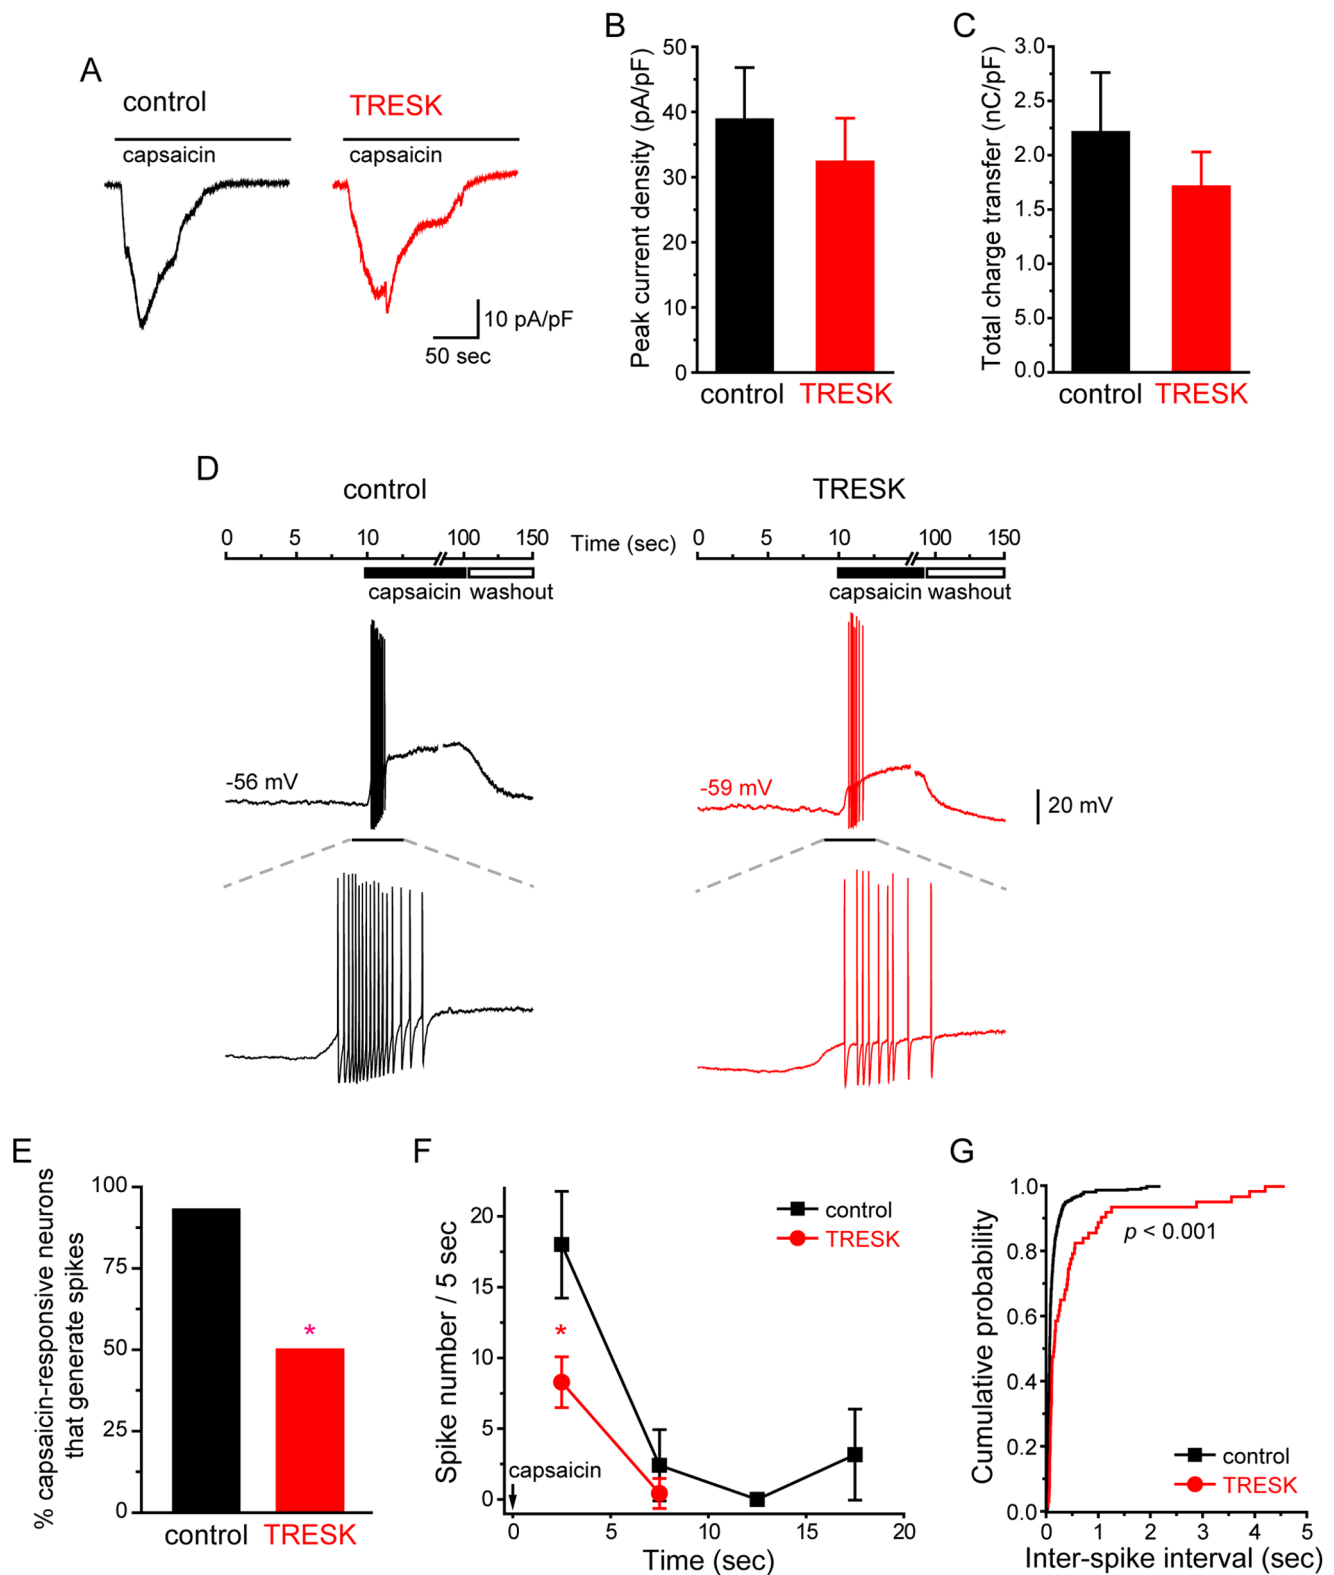 A
control
TRESK
capsaicin
capsaicin
10 pA/pF
50 sec
B
Peak current density (pA/pF)
50
40
30
20
10
0
control
TRESK
C
Total charge transfer (nC/pF)
3.0
2.5
2.0
1.5
1.0
5.0
0.0
control
TRESK
D
control
TRESK
0 5 10 100 150
Time (sec)
0 5 10 100 150
capsaicin washout
capsaicin washout
-56 mV
-59 mV
20 mV
E
% capsaicin-responsive neurons
that generate spikes
100
75
50
25
0
*
control
TRESK
F
Spike number / 5 sec
20
15
10
5
0
control
TRESK
*
capsaicin
0 5 10 15 20
Time (sec)
G
Cumulative probability
1.0
0.8
0.6
0.4
0.2
0.0
p < 0.001
control
TRESK
0 1 2 3 4 5
Inter-spike interval (sec)